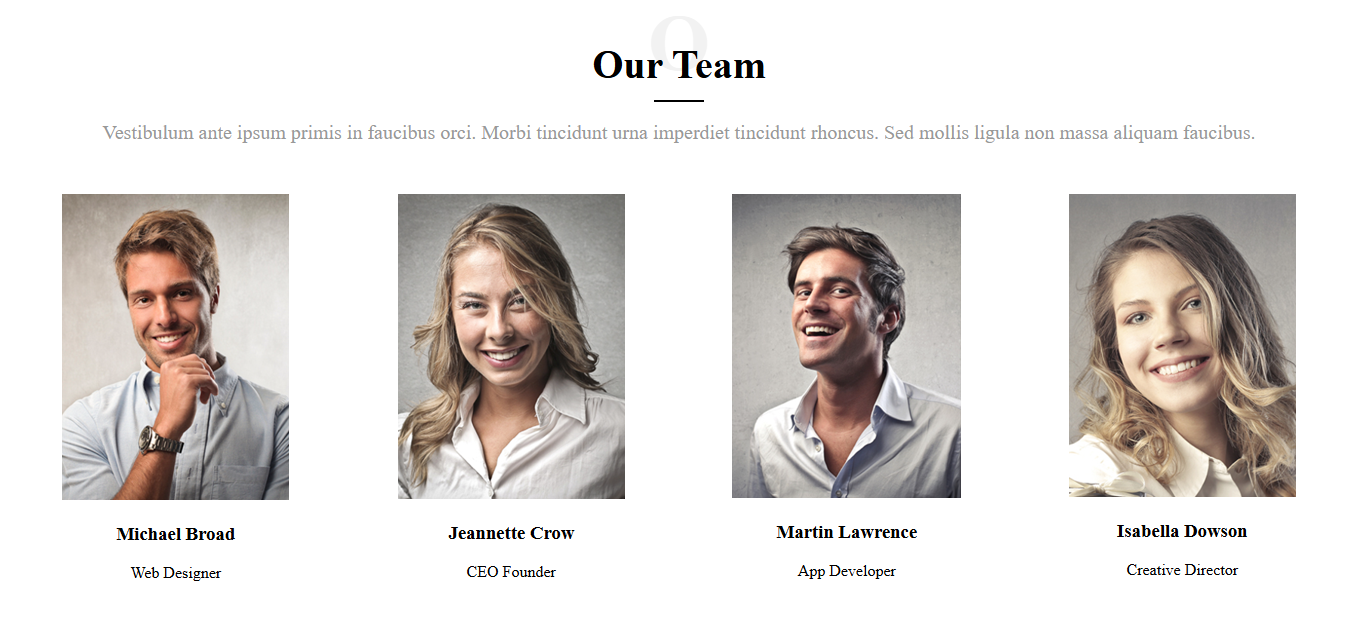 O
Our Team
Vestibulum ante ipsum primis in faucibus orci. Morbi tincidunt urna imperdiet tincidunt rhoncus. Sed mollis ligula non massa aliquam faucibus.
Michael Broad
Web Designer
Jeannette Crow
CEO Founder
Martin Lawrence
App Developer
Isabella Dowson
Creative Director